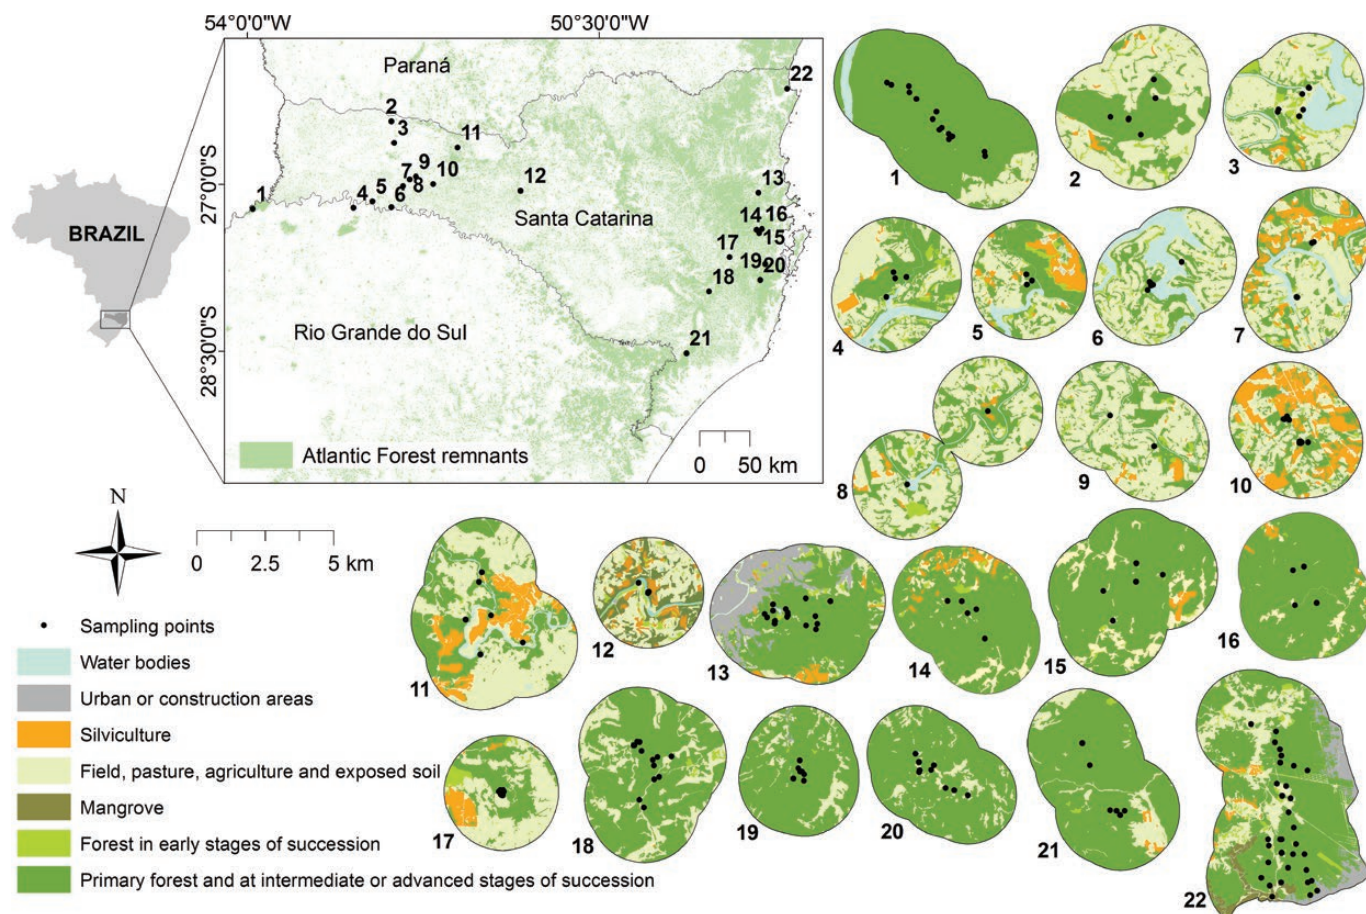 54°0'0"W
50°30'0"W
27°0'0"S
28°30'0"S
BRAZIL
Paraná
Santa Catarina
Rio Grande do Sul
1
2
3
4
5
6
7
8
9
10
11
12
13
14
15
16
17
18
19
20
21
22
Atlantic Forest remnants
0 50 km
N
0 2.5 5 km
Sampling points
Water bodies
Urban or construction areas
Silviculture
Field, pasture, agriculture and exposed soil
Mangrove
Forest in early stages of succession
Primary forest and at intermediate or advanced stages of succession
1
2
3
4
5
6
7
8
9
10
11
12
13
14
15
16
17
18
19
20
21
22